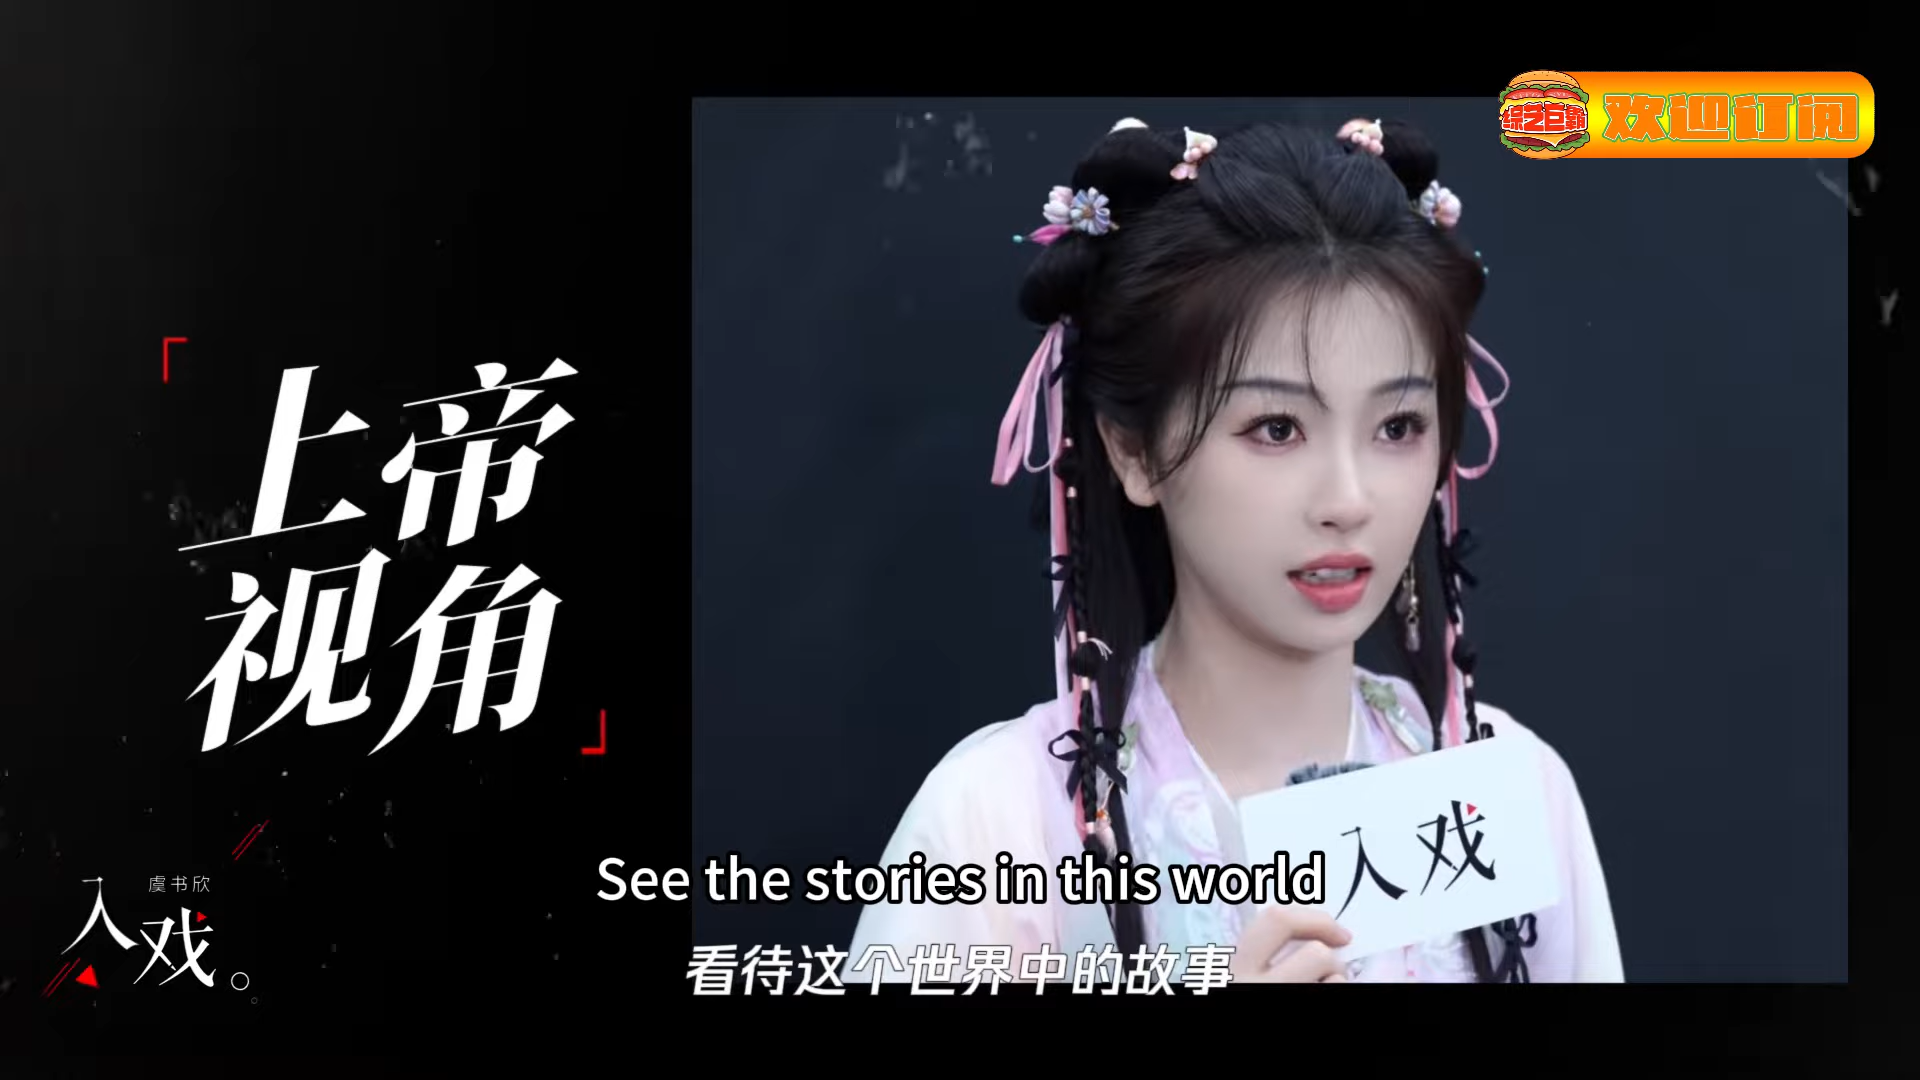 综艺巨霸
欢迎订阅
「上帝
视角」
虞书欣
入戏。
入戏
See the stories in this world
看待这个世界中的故事